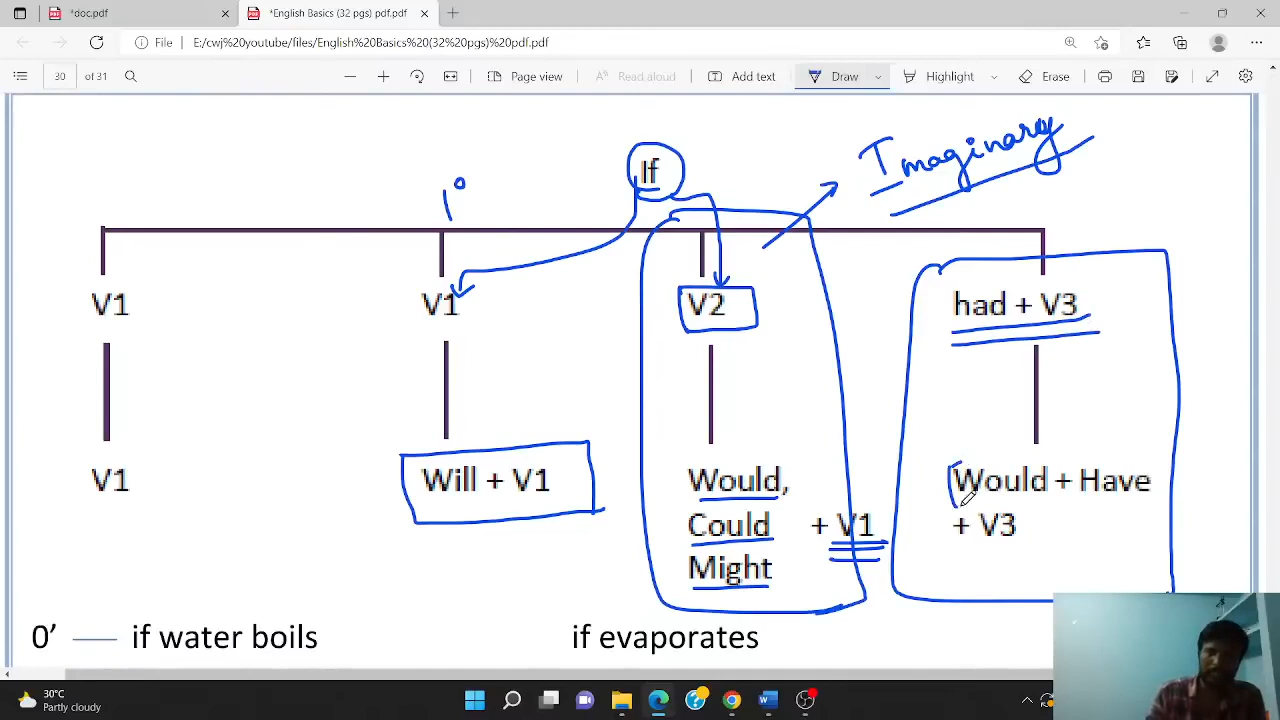 *doc.pdf
*English Basics (32 pgs) pdf.pdf
File E:/cwj%20youtube/files/English%20Basics%20(32%20pgs)%20pdf.pdf
30 of 31
Page view
Read aloud
Add text
Draw
Highlight
Erase
Imaginary
If
1°
V1 V1 V2 had + V3
V1 Will + V1 Would, Would + Have
Could + V1 + V3
Might
0’ if water boils if evaporates
30°C
Partly cloudy